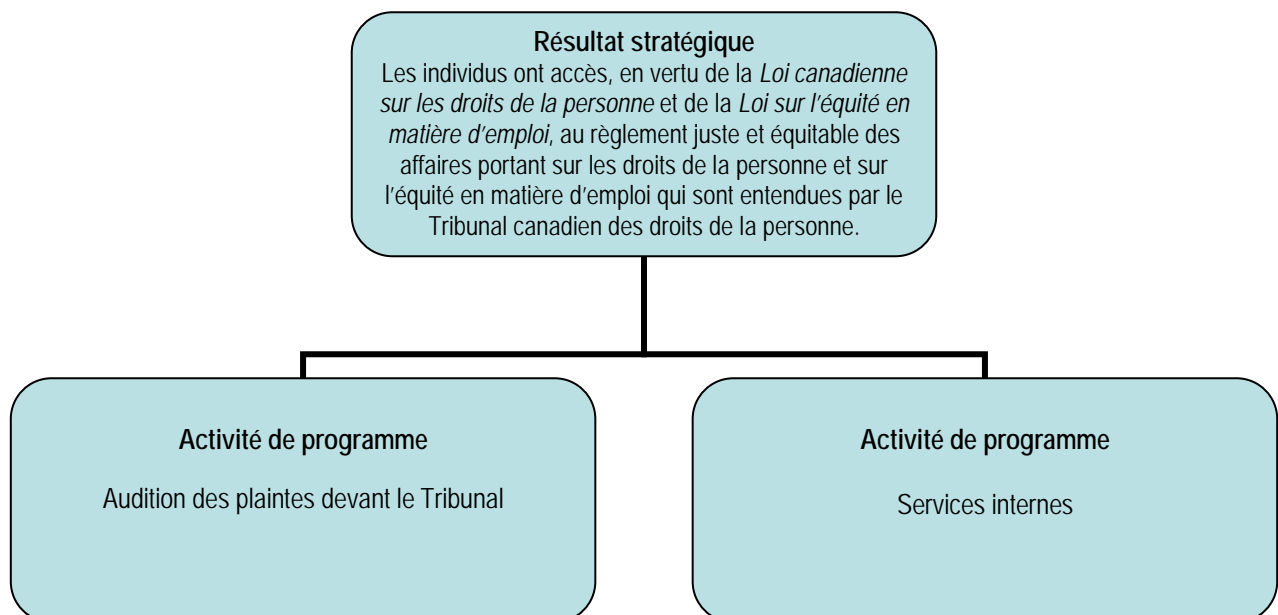 Résultat stratégique
Les individus ont accès, en vertu de la Loi canadienne
sur les droits de la personne et de la Loi sur l'équité en
matière d'emploi, au règlement juste et équitable des
affaires portant sur les droits de la personne et sur
l'équité en matière d'emploi qui sont entendues par le
Tribunal canadien des droits de la personne.
Activité de programme
Audition des plaintes devant le Tribunal
Activité de programme
Services internes